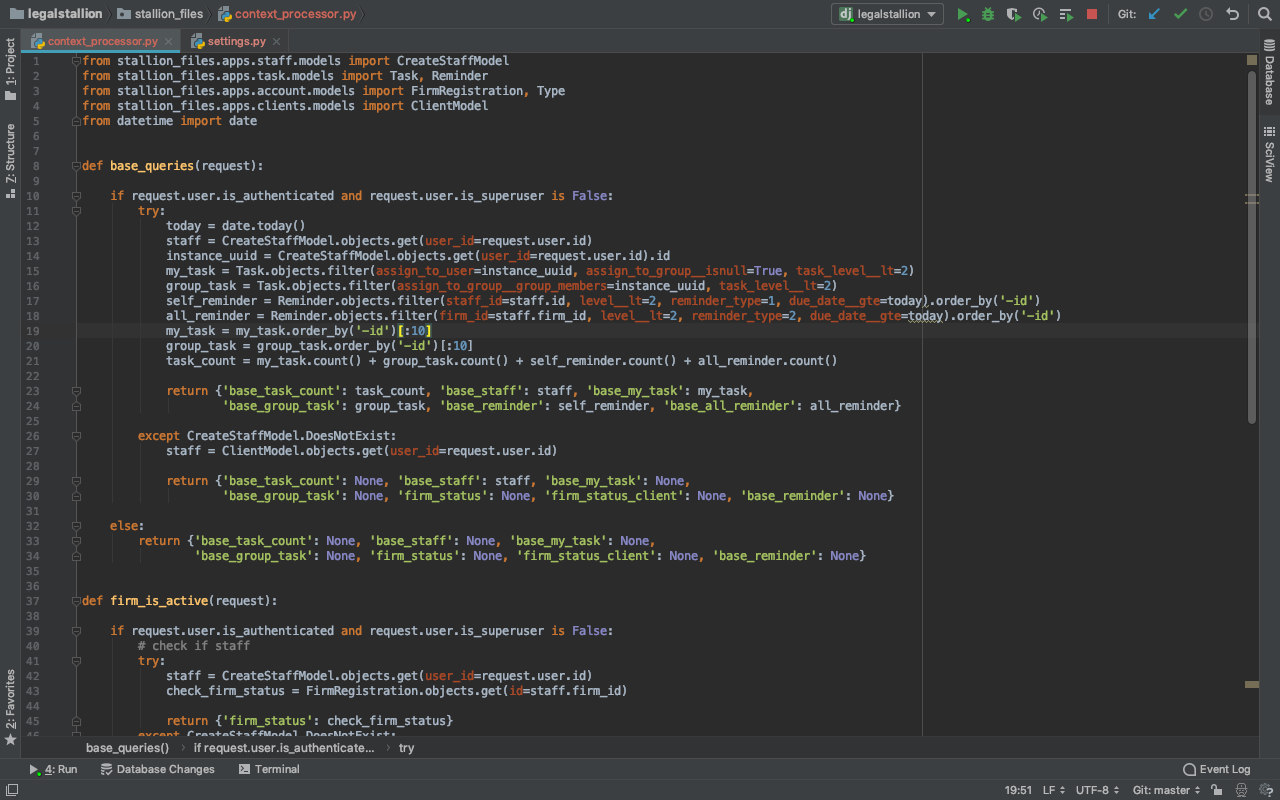 legalstallion stallion_files context_processor.py legalstallion Git:
context_processor.py settings.py
1: Project
Z: Structure
2: Favorites
Database
SciView
1 from stallion_files.apps.staff.models import CreateStaffModel
2 from stallion_files.apps.task.models import Task, Reminder
3 from stallion_files.apps.account.models import FirmRegistration, Type
4 from stallion_files.apps.clients.models import ClientModel
5 from datetime import date
6
7
8 def base_queries(request):
9
10 if request.user.is_authenticated and request.user.is_superuser is False:
11 try:
12 today = date.today()
13 staff = CreateStaffModel.objects.get(user_id=request.user.id)
14 instance_uuid = CreateStaffModel.objects.get(user_id=request.user.id).id
15 my_task = Task.objects.filter(assign_to_user=instance_uuid, assign_to_group__isnull=True, task_level__lt=2)
16 group_task = Task.objects.filter(assign_to_group__group_members=instance_uuid, task_level__lt=2)
17 self_reminder = Reminder.objects.filter(staff_id=staff.id, level__lt=2, reminder_type=1, due_date__gte=today).order_by('-id')
18 all_reminder = Reminder.objects.filter(firm_id=staff.firm_id, level__lt=2, reminder_type=2, due_date__gte=today).order_by('-id')
19 my_task = my_task.order_by('-id')[:10]
20 group_task = group_task.order_by('-id')[:10]
21 task_count = my_task.count() + group_task.count() + self_reminder.count() + all_reminder.count()
22
23 return {'base_task_count': task_count, 'base_staff': staff, 'base_my_task': my_task,
24 'base_group_task': group_task, 'base_reminder': self_reminder, 'base_all_reminder': all_reminder}
25
26 except CreateStaffModel.DoesNotExist:
27 staff = ClientModel.objects.get(user_id=request.user.id)
28
29 return {'base_task_count': None, 'base_staff': staff, 'base_my_task': None,
30 'base_group_task': None, 'firm_status': None, 'firm_status_client': None, 'base_reminder': None}
31
32 else:
33 return {'base_task_count': None, 'base_staff': None, 'base_my_task': None,
34 'base_group_task': None, 'firm_status': None, 'firm_status_client': None, 'base_reminder': None}
35
36
37 def firm_is_active(request):
38
39 if request.user.is_authenticated and request.user.is_superuser is False:
40 # check if staff
41 try:
42 staff = CreateStaffModel.objects.get(user_id=request.user.id)
43 check_firm_status = FirmRegistration.objects.get(id=staff.firm_id)
44
45 return {'firm_status': check_firm_status}
46 except CreateStaffModel.DoesNotExist:
base_queries() if request.user.is_authenticate... try
4: Run Database Changes Terminal Event Log
19:51 LF UTF-8 Git: master